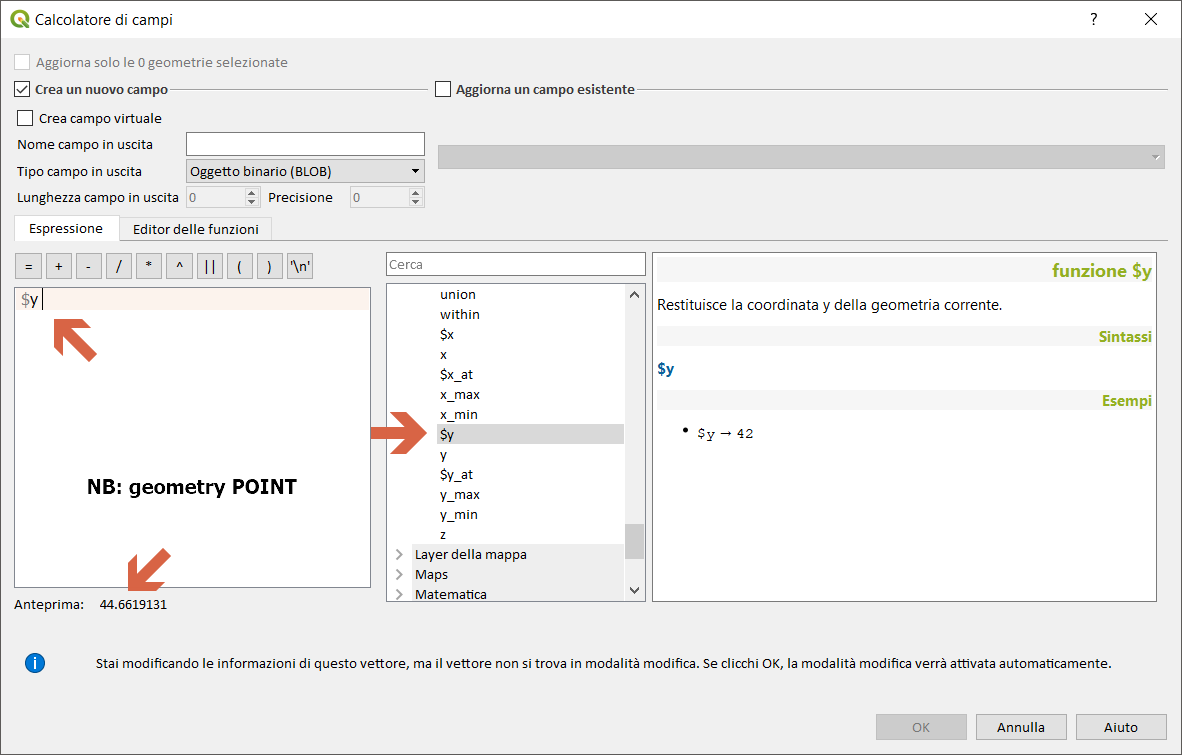 Calcolatore di campi
?
Aggiorna solo le 0 geometrie selezionate
Crea un nuovo campo
Aggiorna un campo esistente
Crea campo virtuale
Nome campo in uscita
Tipo campo in uscita
Oggetto binario (BLOB)
Lunghezza campo in uscita
0
Precisione
0
Espressione
Editor delle funzioni
= + - / * ^ || ( ) '\n'
$y
NB: geometry POINT
Anteprima: 44.6619131
Cerca
union
within
$x
x
$x_at
x_max
x_min
$y
y
$y_at
y_max
y_min
z
Layer della mappa
Maps
Matematica
funzione $y
Restituisce la coordinata y della geometria corrente.
Sintassi
$y
Esempi
• $y → 42
Stai modificando le informazioni di questo vettore, ma il vettore non si trova in modalità modifica. Se clicchi OK, la modalità modifica verrà attivata automaticamente.
OK
Annulla
Aiuto